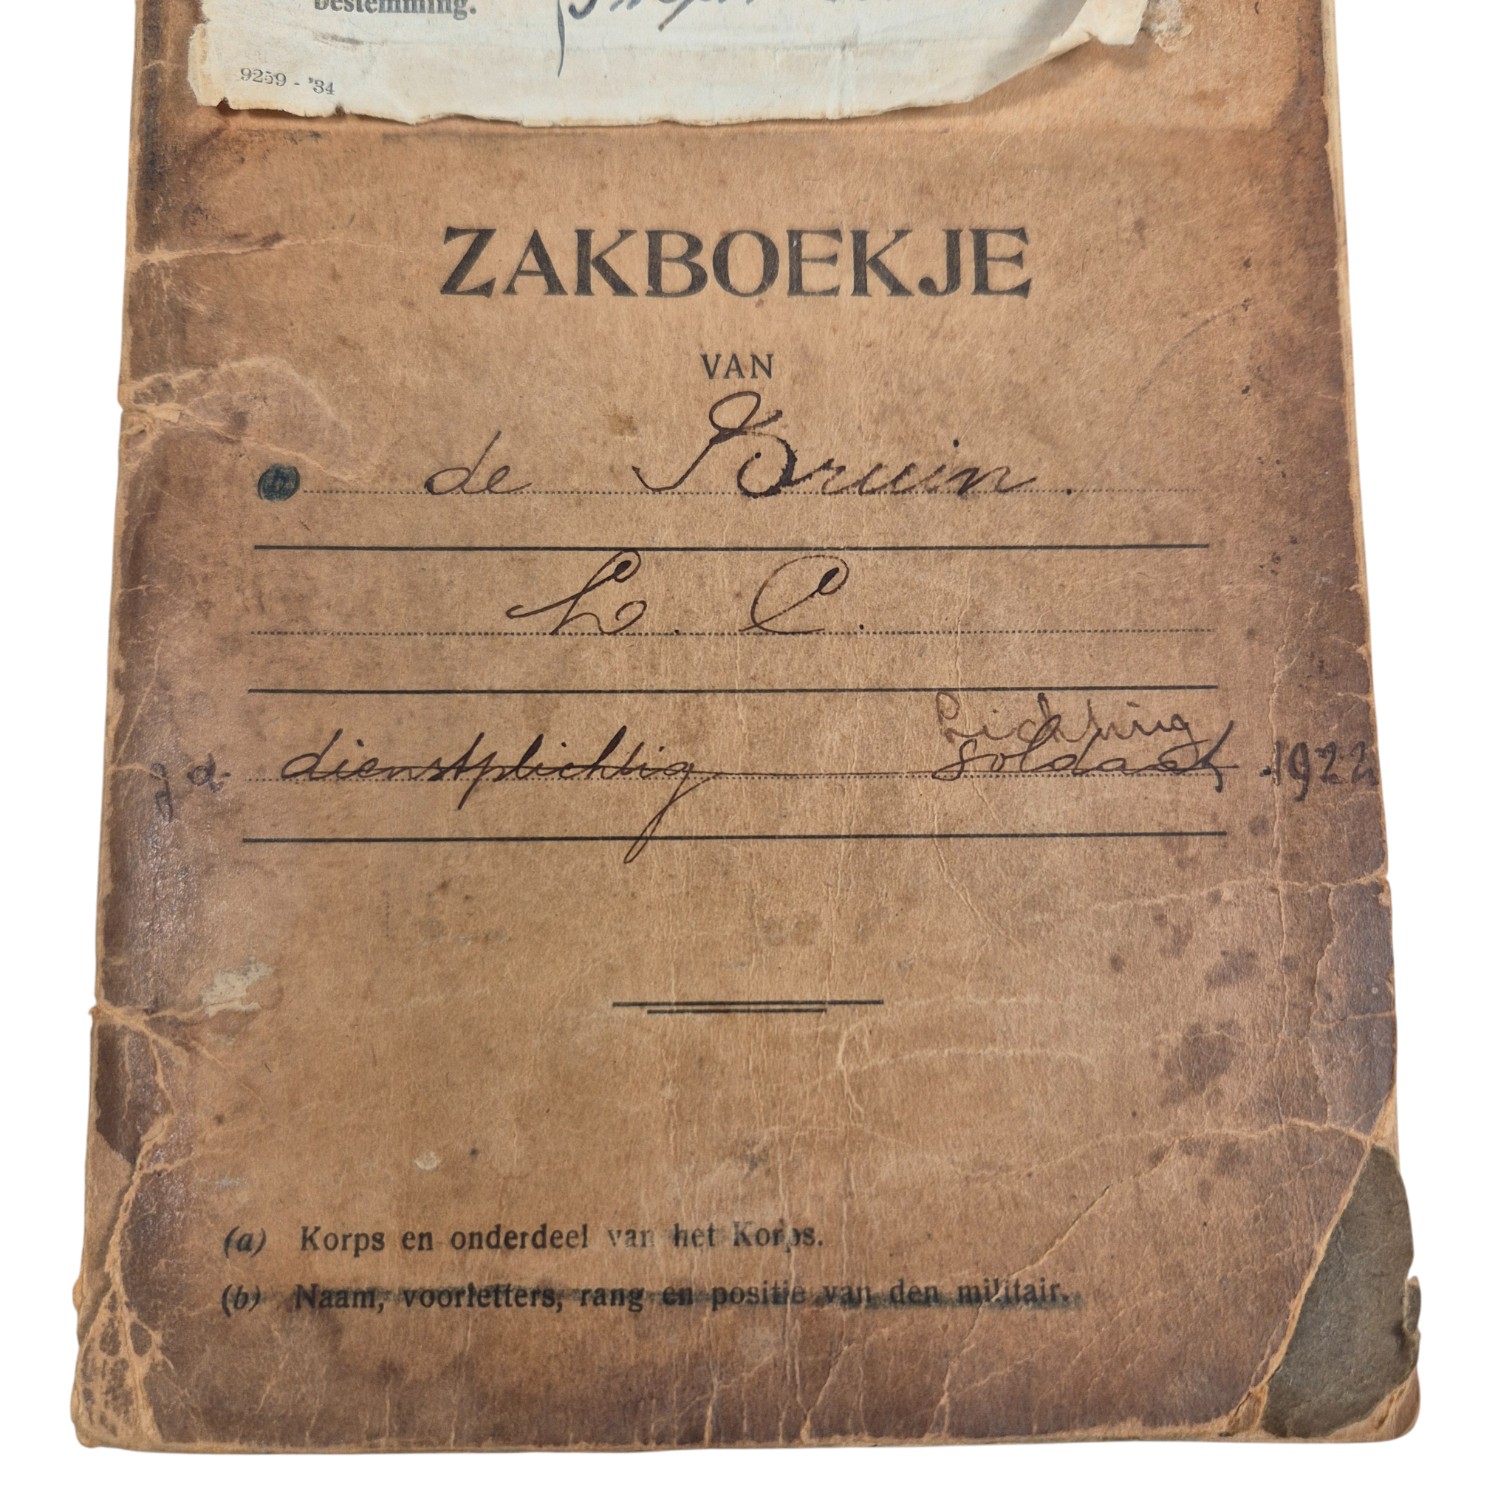 bestemming.
9259 - '34
ZAKBOEKJE
VAN
de Bruin.
L. C.
Lichting
gd. dienstplichtig soldaat 1922
(a) Korps en onderdeel van het Korps.
(b) Naam, voorletters, rang en positie van den militair.